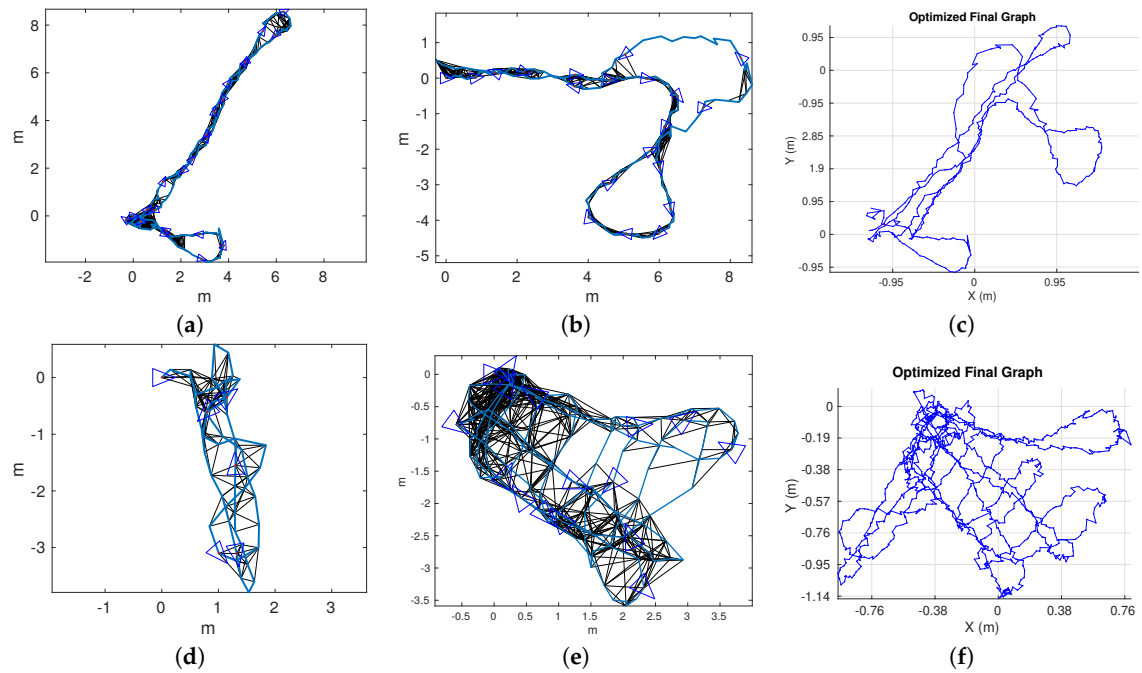 8
6
4
2
0
m
-2 0 2 4 6 8
m
(a)
1
0
-1
-2
-3
-4
-5
m
0 2 4 6 8
m
(b)
Optimized Final Graph
0.95
0
-0.95
2.85
1.9
0.95
0
-0.95
Y (m)
-0.95 0 0.95
X (m)
(c)
0
-1
-2
-3
m
-1 0 1 2 3
m
(d)
0
-0.5
-1
-1.5
-2
-2.5
-3
-3.5
m
-0.5 0 0.5 1 1.5 2 2.5 3 3.5
m
(e)
Optimized Final Graph
0
-0.19
-0.38
-0.57
-0.76
-0.95
-1.14
Y (m)
-0.76 -0.38 0 0.38 0.76
X (m)
(f)